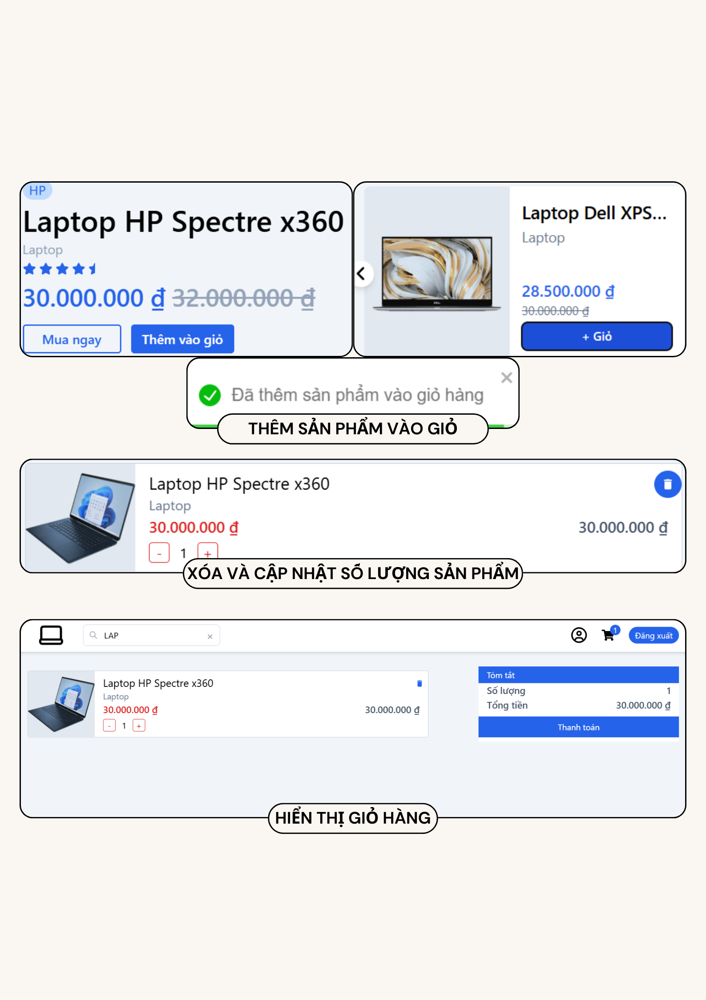 HP
Laptop HP Spectre x360
Laptop
30.000.000 ₫ 32.000.000 ₫
Mua ngay
Thêm vào giỏ
Laptop Dell XPS...
Laptop
28.500.000 ₫
30.000.000 ₫
+ Giỏ
Đã thêm sản phẩm vào giỏ hàng
THÊM SẢN PHẨM VÀO GIỎ
Laptop HP Spectre x360
Laptop
30.000.000 ₫
30.000.000 ₫
- 1 +
XÓA VÀ CẬP NHẬT SỐ LƯỢNG SẢN PHẨM
LAP
1
Đăng xuất
Laptop HP Spectre x360
Laptop
30.000.000 ₫
30.000.000 ₫
- 1 +
Tóm tắt
Số lượng 1
Tổng tiền 30.000.000 ₫
Thanh toán
HIỂN THỊ GIỎ HÀNG